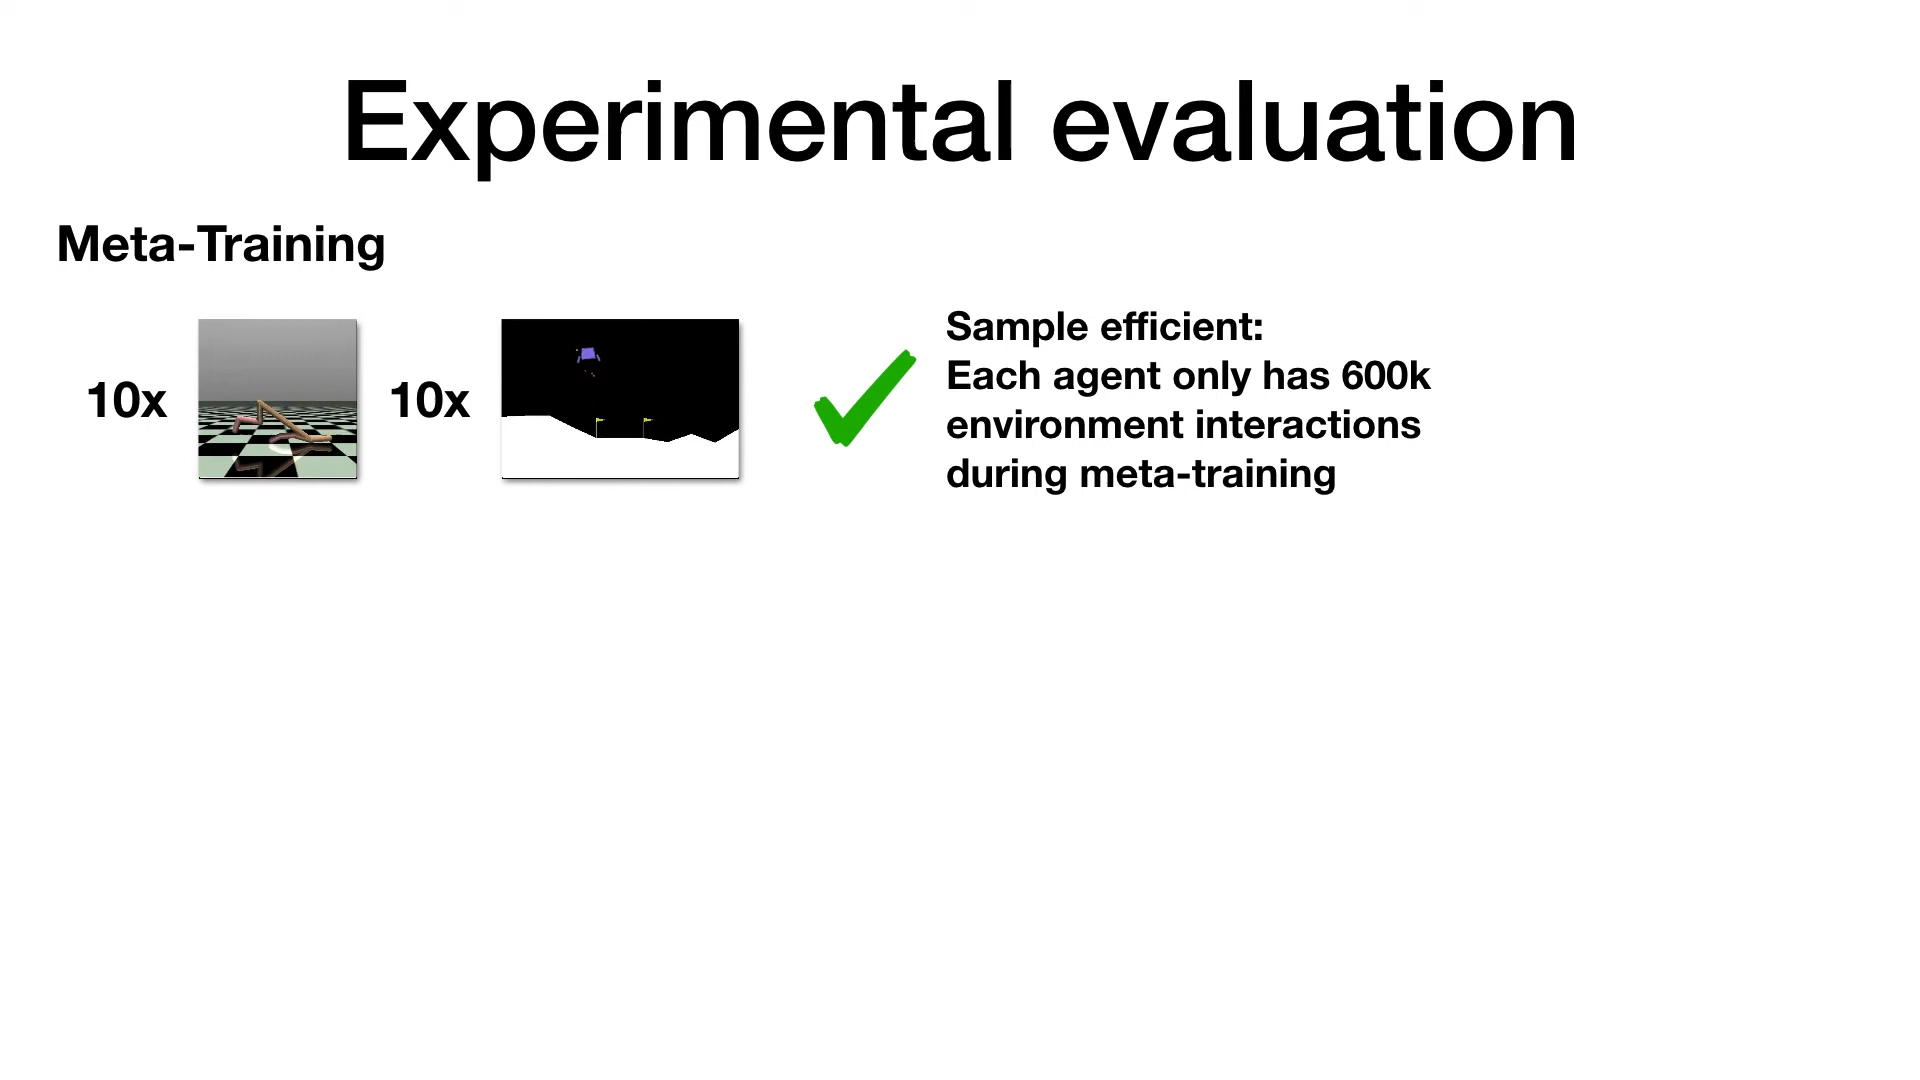 Experimental evaluation
Meta-Training
10x
10x
Sample efficient:
Each agent only has 600k
environment interactions
during meta-training